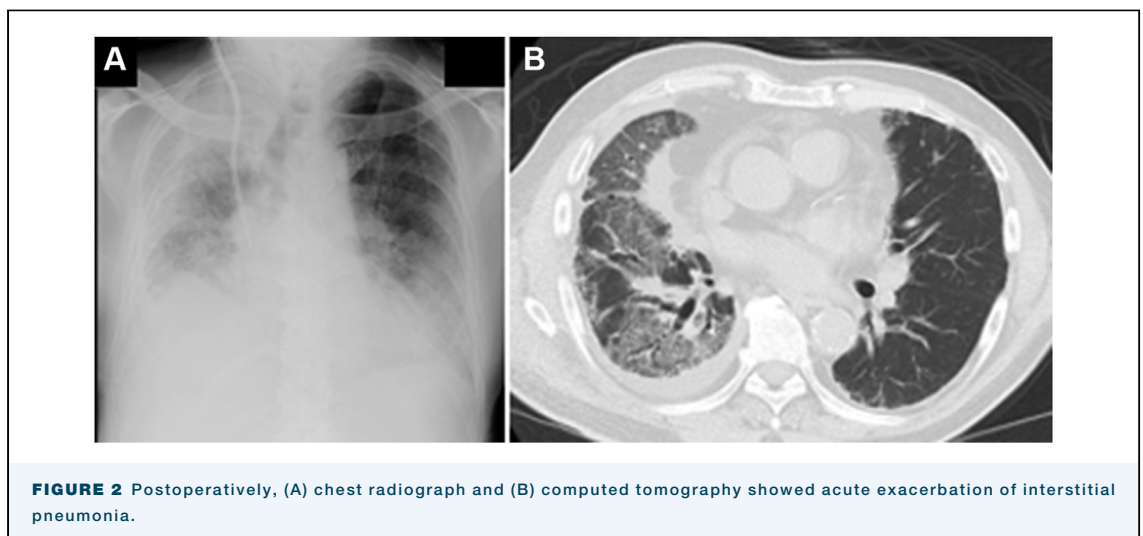 A
B
FIGURE 2 Postoperatively, (A) chest radiograph and (B) computed tomography showed acute exacerbation of interstitial
pneumonia.